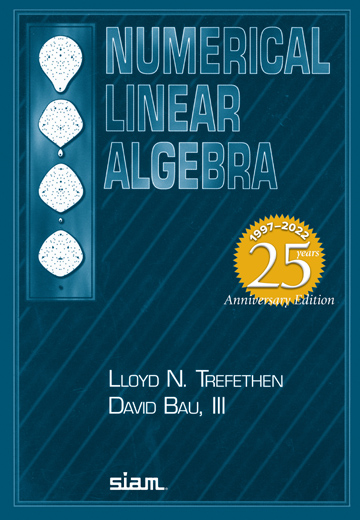 NUMERICAL
LINEAR
ALGEBRA
1997–2022
25
years
Anniversary Edition
LLOYD N. TREFETHEN
DAVID BAU, III
siam